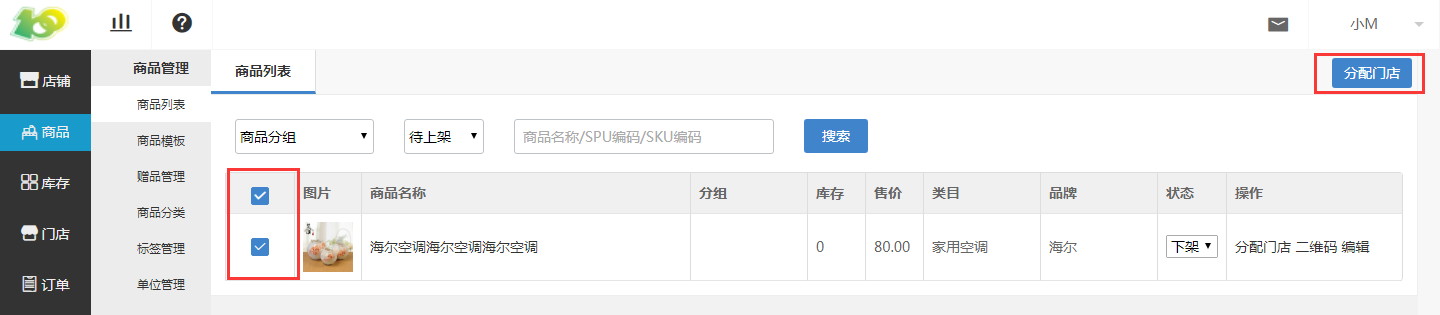 小M
店铺
商品
库存
门店
订单
商品管理
商品列表
商品模板
赠品管理
商品分类
标签管理
单位管理
商品列表
分配门店
商品分组 待上架 商品名称/SPU编码/SKU编码 搜索
图片 商品名称 分组 库存 售价 类目 品牌 状态 操作
海尔空调海尔空调海尔空调 0 80.00 家用空调 海尔 下架 分配门店 二维码 编辑